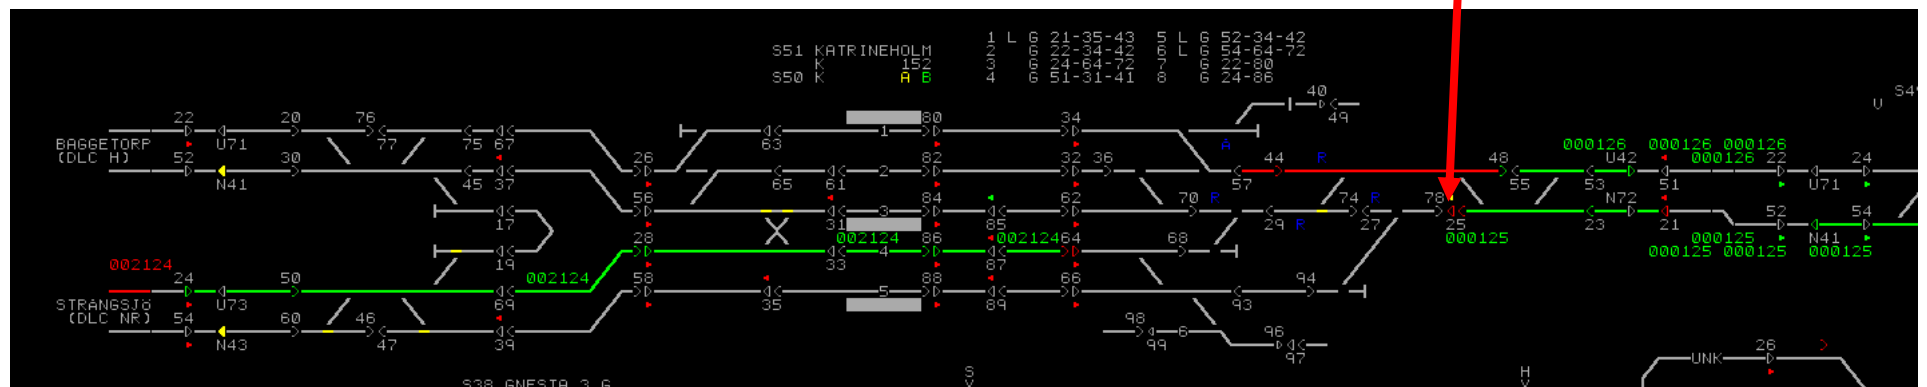 1 L G 21-35-43 5 L G 52-34-42
S51 KATRINEHOLM 2 G 22-34-42 6 L G 54-64-72
K 152 3 G 24-64-72 7 G 22-80
S50 K A B 4 G 51-31-41 8 G 24-86
40 S49
V
49
22 20 76 80 34
BAGGETORP U71 77 75 67 63 1 A 000126 U42 000126 000126
(DLC H) 52 30 26 82 32 36 44 R 48 000126 22 24
N41 45 37 65 61 2 57 55 53 51 U71
56 84 62 70 R 74 R 78 N72 52 54
17 31 3 85 29 R 27 25 23 21
28 002124 86 002124 64 68 000125 000125 N41 000125
19 33 4 87 000125 000125
002124 24 50 002124 58 88 66 94
STRANGSJÖ U73 69 35 5 89 93
(DLC NR) 54 60 46 98 96
N43 47 39 99 6 97
UNK 26
S38 GNESTA 3 G S H
V V